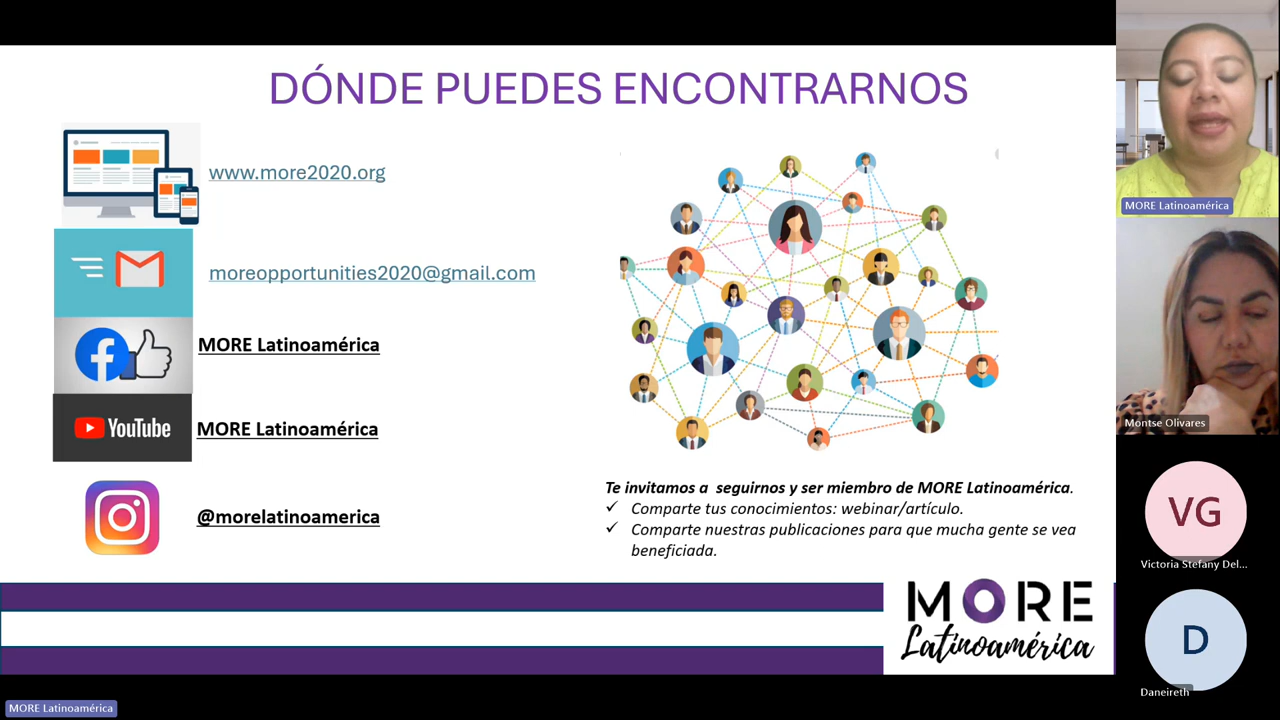 DÓNDE PUEDES ENCONTRARNOS
www.more2020.org
moreopportunities2020@gmail.com
MORE Latinoamérica
YouTube
MORE Latinoamérica
@morelatinoamerica
Te invitamos a seguirnos y ser miembro de MORE Latinoamérica.
✓ Comparte tus conocimientos: webinar/artículo.
✓ Comparte nuestras publicaciones para que mucha gente se vea
beneficiada.
MORE
Latinoamérica
MORE Latinoamérica
Montse Olivares
VG
Victoria Stefany Del...
D
Daneireth
MORE Latinoamérica